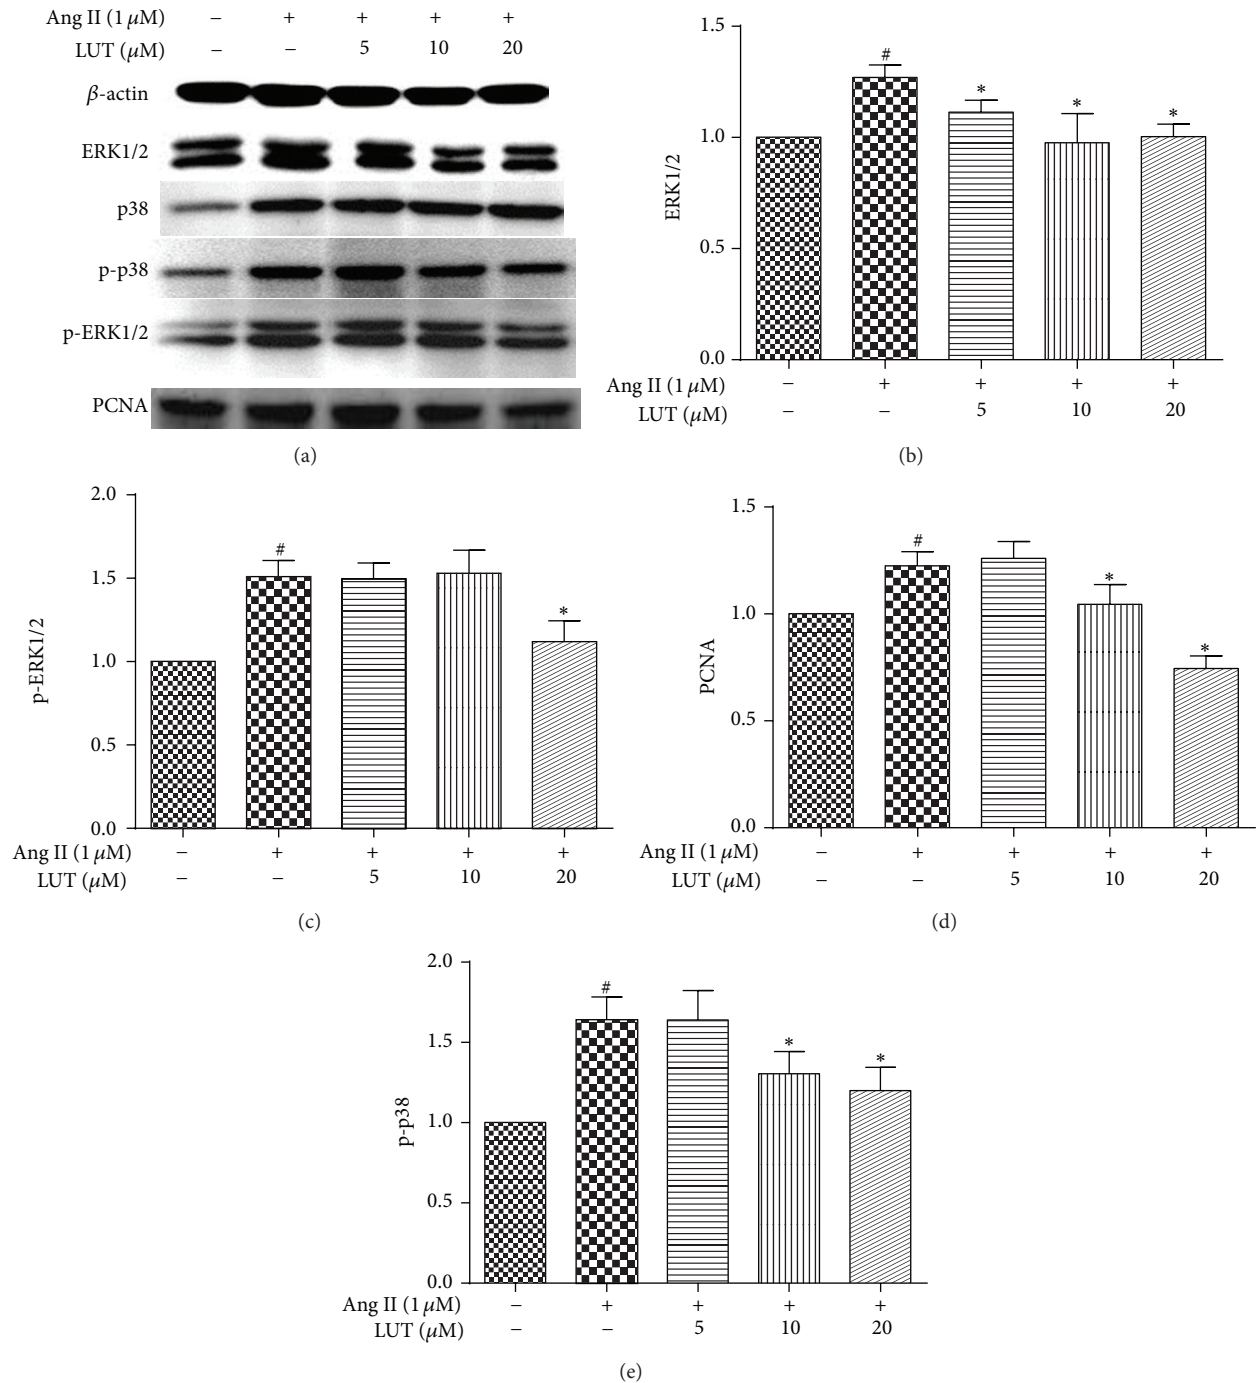 Ang II (1 μM) − + + + +
LUT (μM) − − 5 10 20
β-actin
ERK1/2
p38
p-p38
p-ERK1/2
PCNA
(a)
1.5
1.0
0.5
0.0
ERK1/2
#
*
*
*
Ang II (1 μM) − + + + +
LUT (μM) − − 5 10 20
(b)
2.0
1.5
1.0
0.5
0.0
p-ERK1/2
#
*
Ang II (1 μM) − + + + +
LUT (μM) − − 5 10 20
(c)
1.5
1.0
0.5
0.0
PCNA
#
*
*
Ang II (1 μM) − + + + +
LUT (μM) − − 5 10 20
(d)
2.0
1.5
1.0
0.5
0.0
p-p38
#
*
*
Ang II (1 μM) − + + + +
LUT (μM) − − 5 10 20
(e)